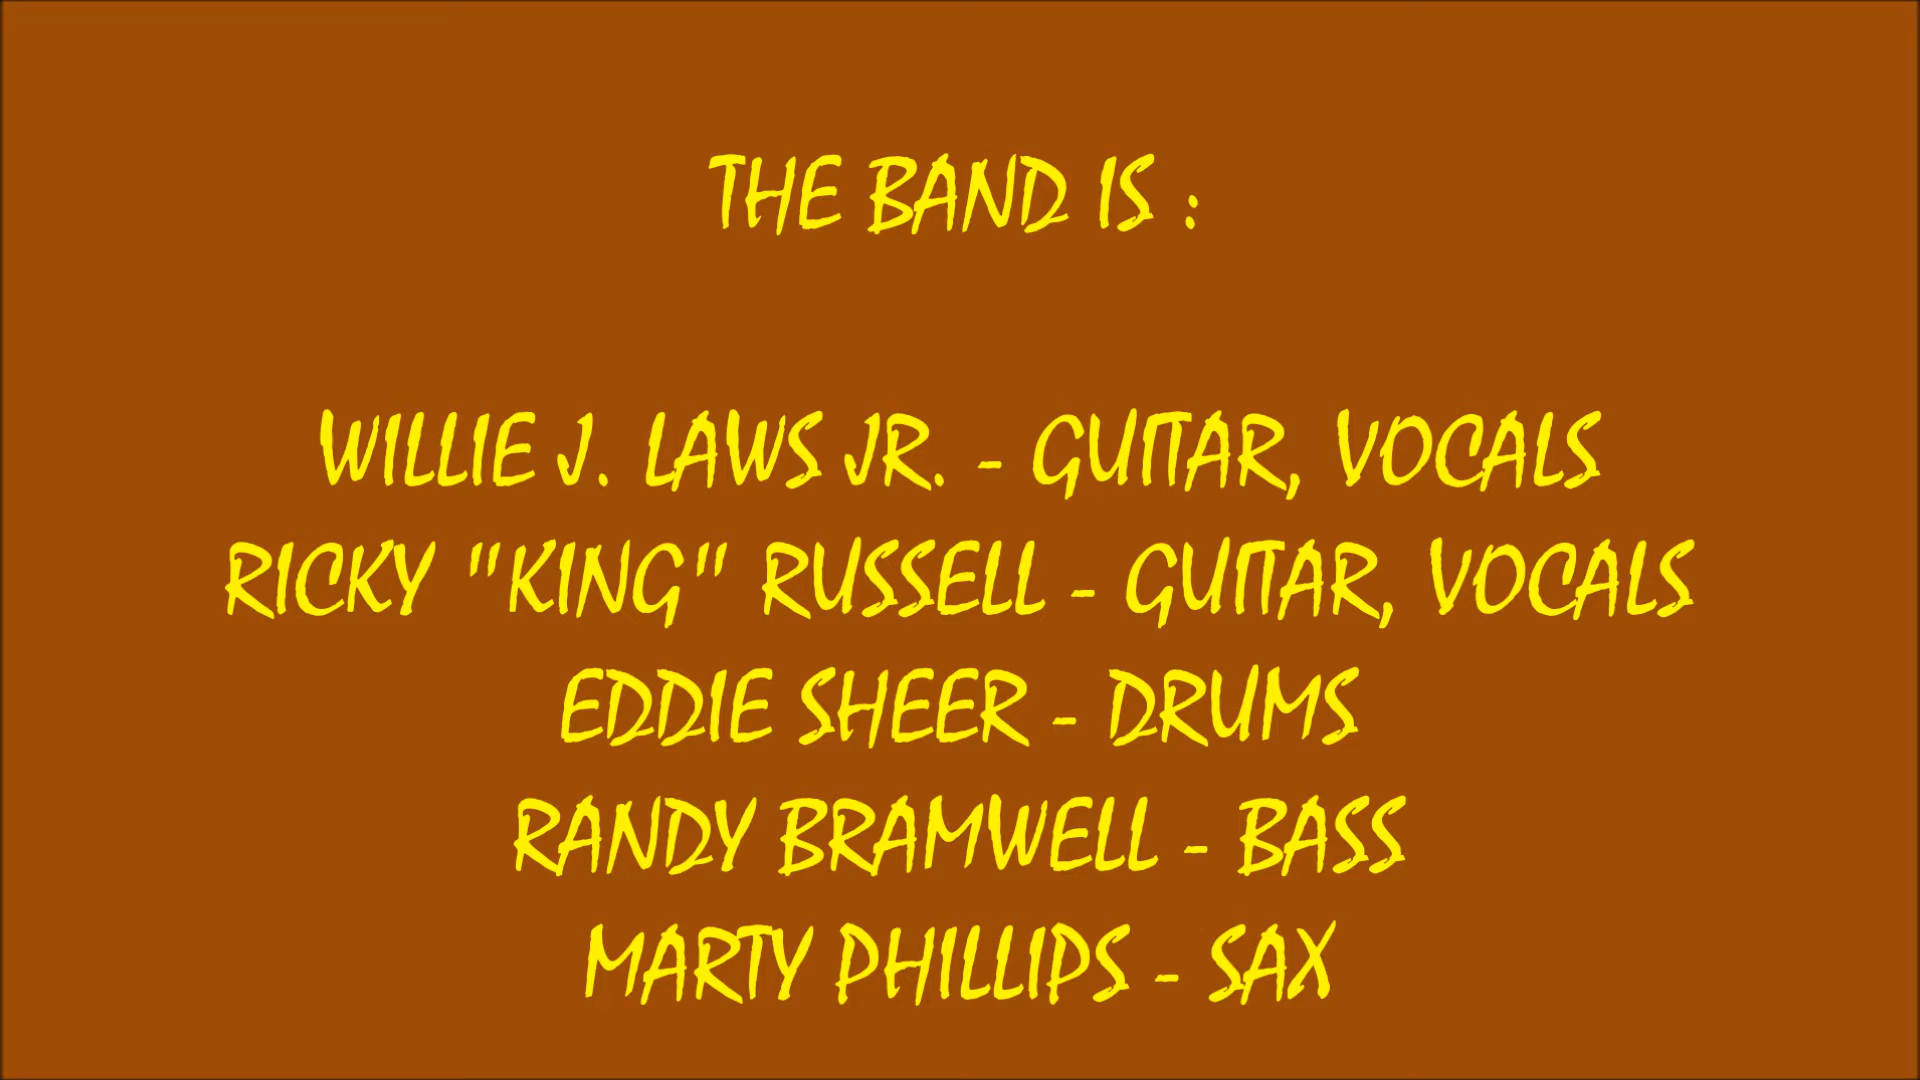 THE BAND IS :
WILLIE J. LAWS JR. - GUITAR, VOCALS
RICKY "KING" RUSSELL - GUITAR, VOCALS
EDDIE SHEER - DRUMS
RANDY BRAMWELL - BASS
MARTY PHILLIPS - SAX